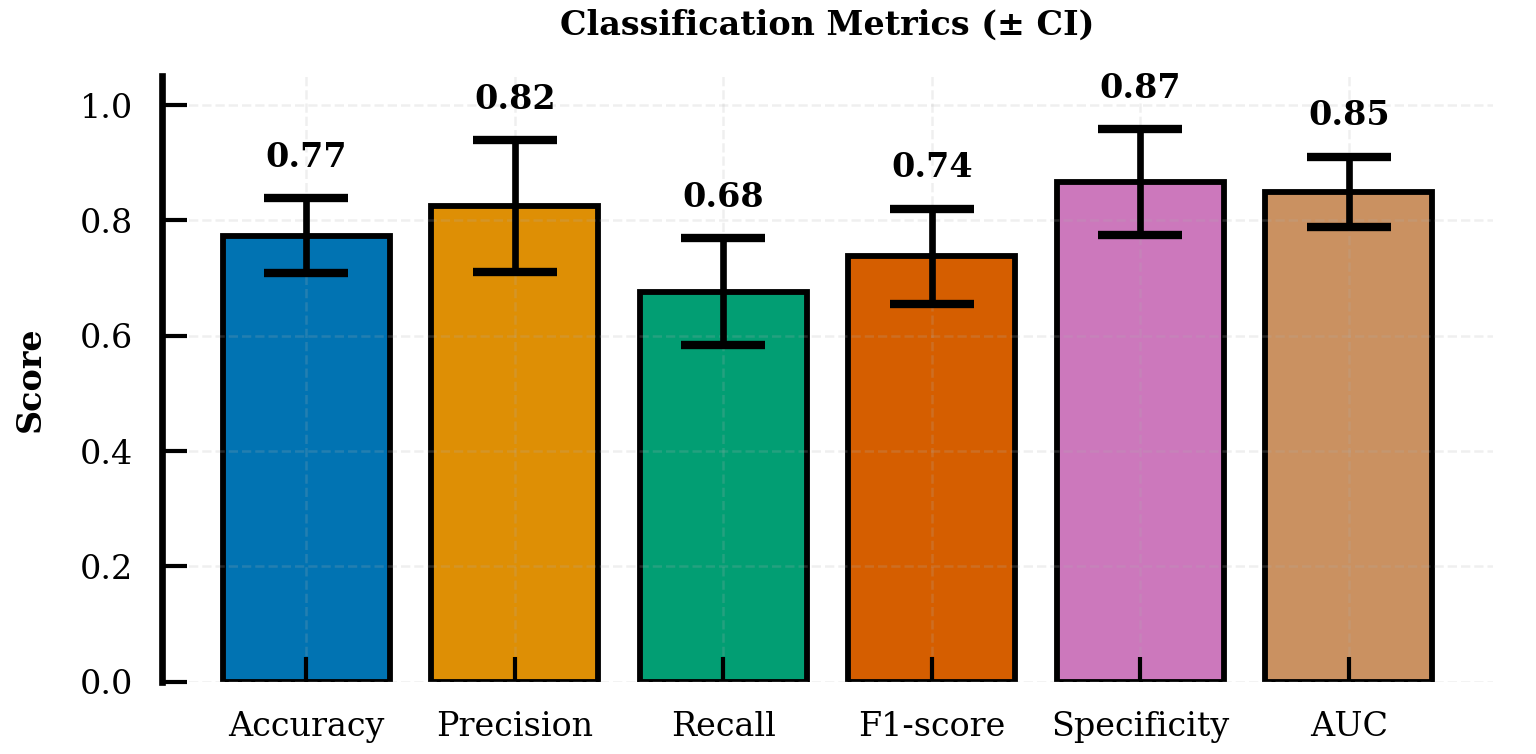 Classification Metrics (± CI)
Score
1.0
0.8
0.6
0.4
0.2
0.0
0.77
0.82
0.68
0.74
0.87
0.85
Accuracy
Precision
Recall
F1-score
Specificity
AUC